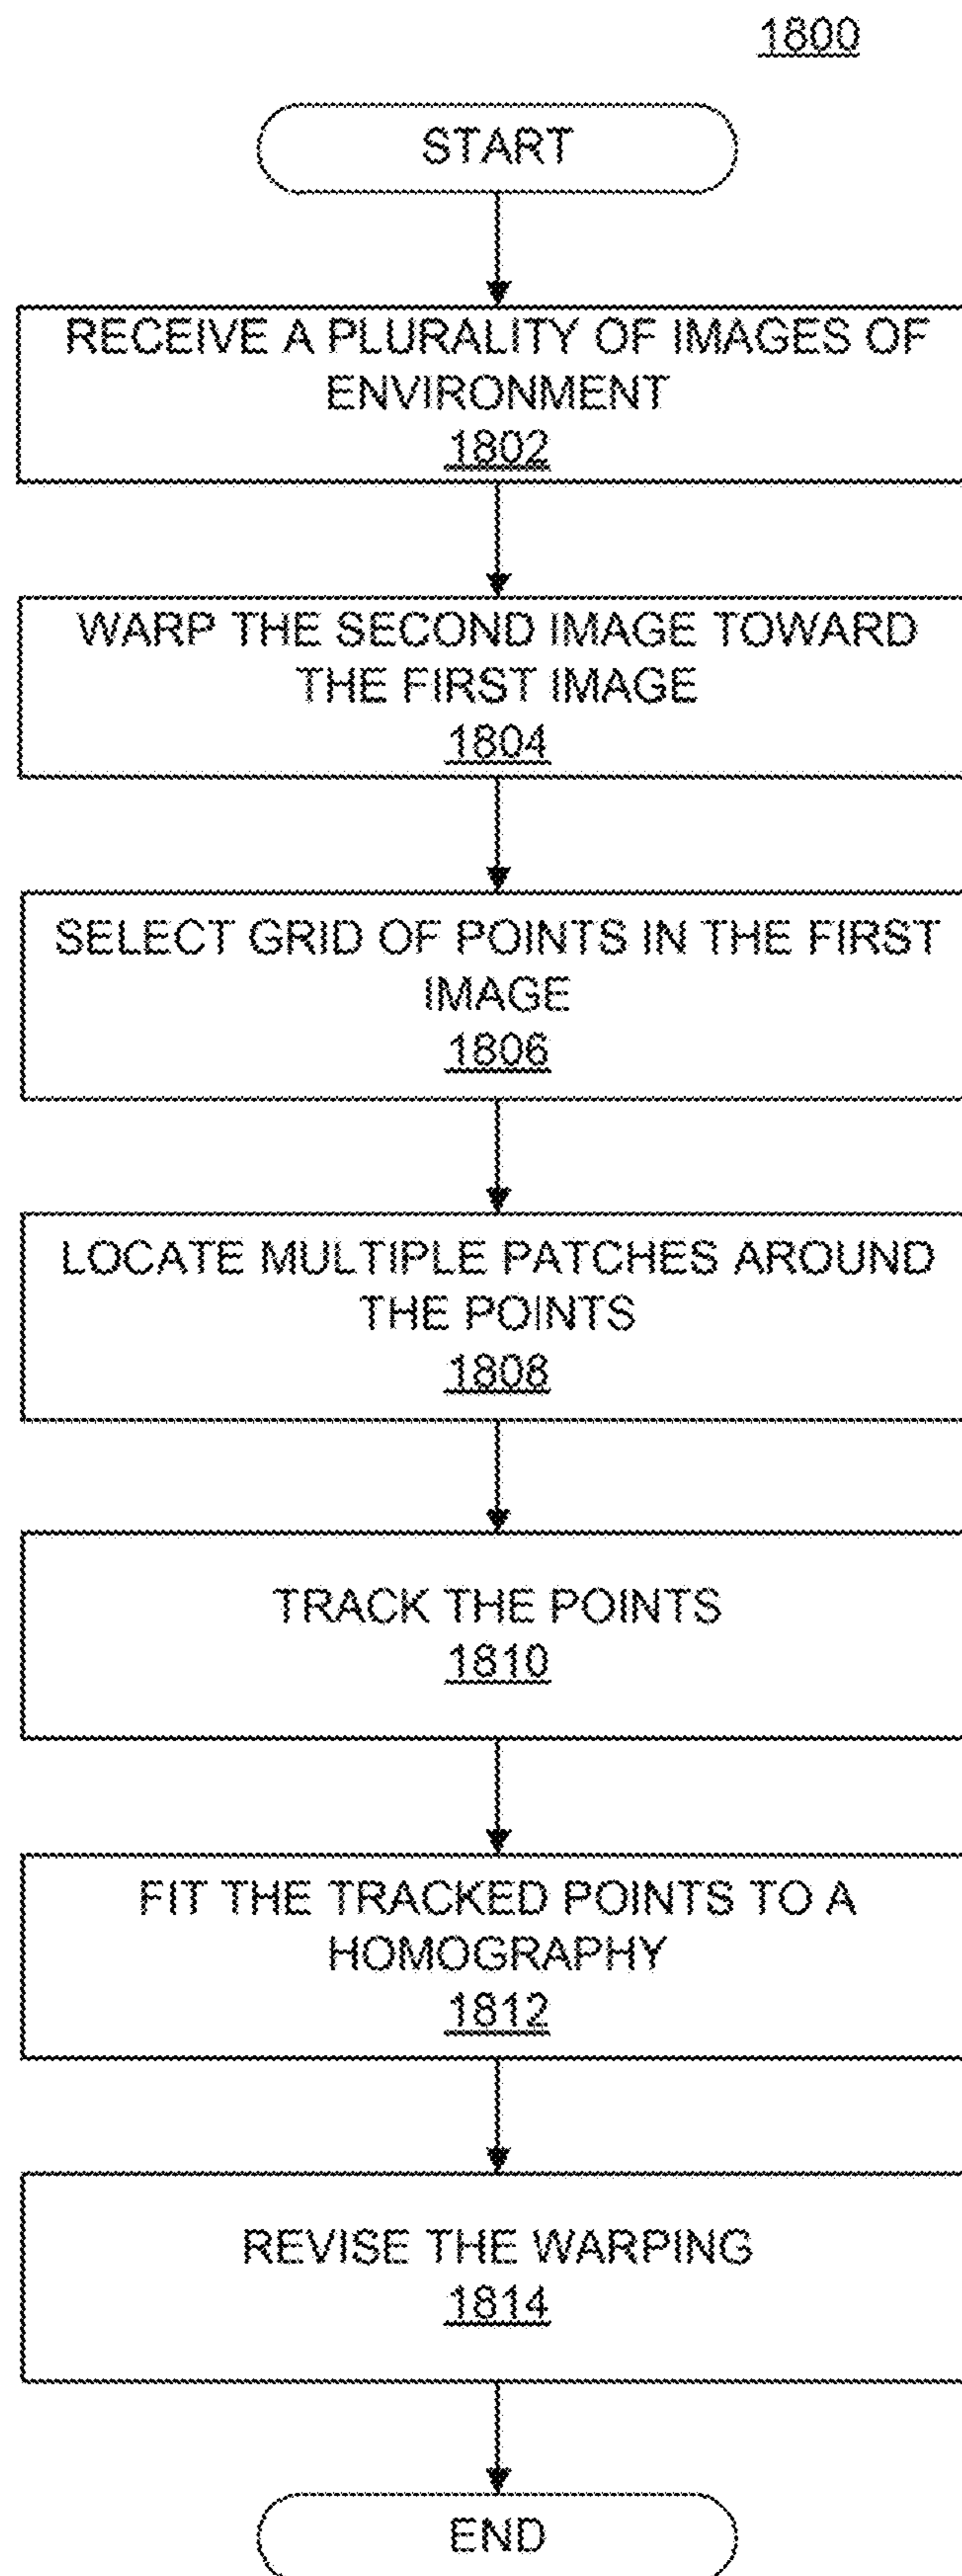 1800
START
RECEIVE A PLURALITY OF IMAGES OF
ENVIRONMENT
1802
WARP THE SECOND IMAGE TOWARD
THE FIRST IMAGE
1804
SELECT GRID OF POINTS IN THE FIRST
IMAGE
1806
LOCATE MULTIPLE PATCHES AROUND
THE POINTS
1808
TRACK THE POINTS
1810
FIT THE TRACKED POINTS TO A
HOMOGRAPHY
1812
REVISE THE WARPING
1814
END